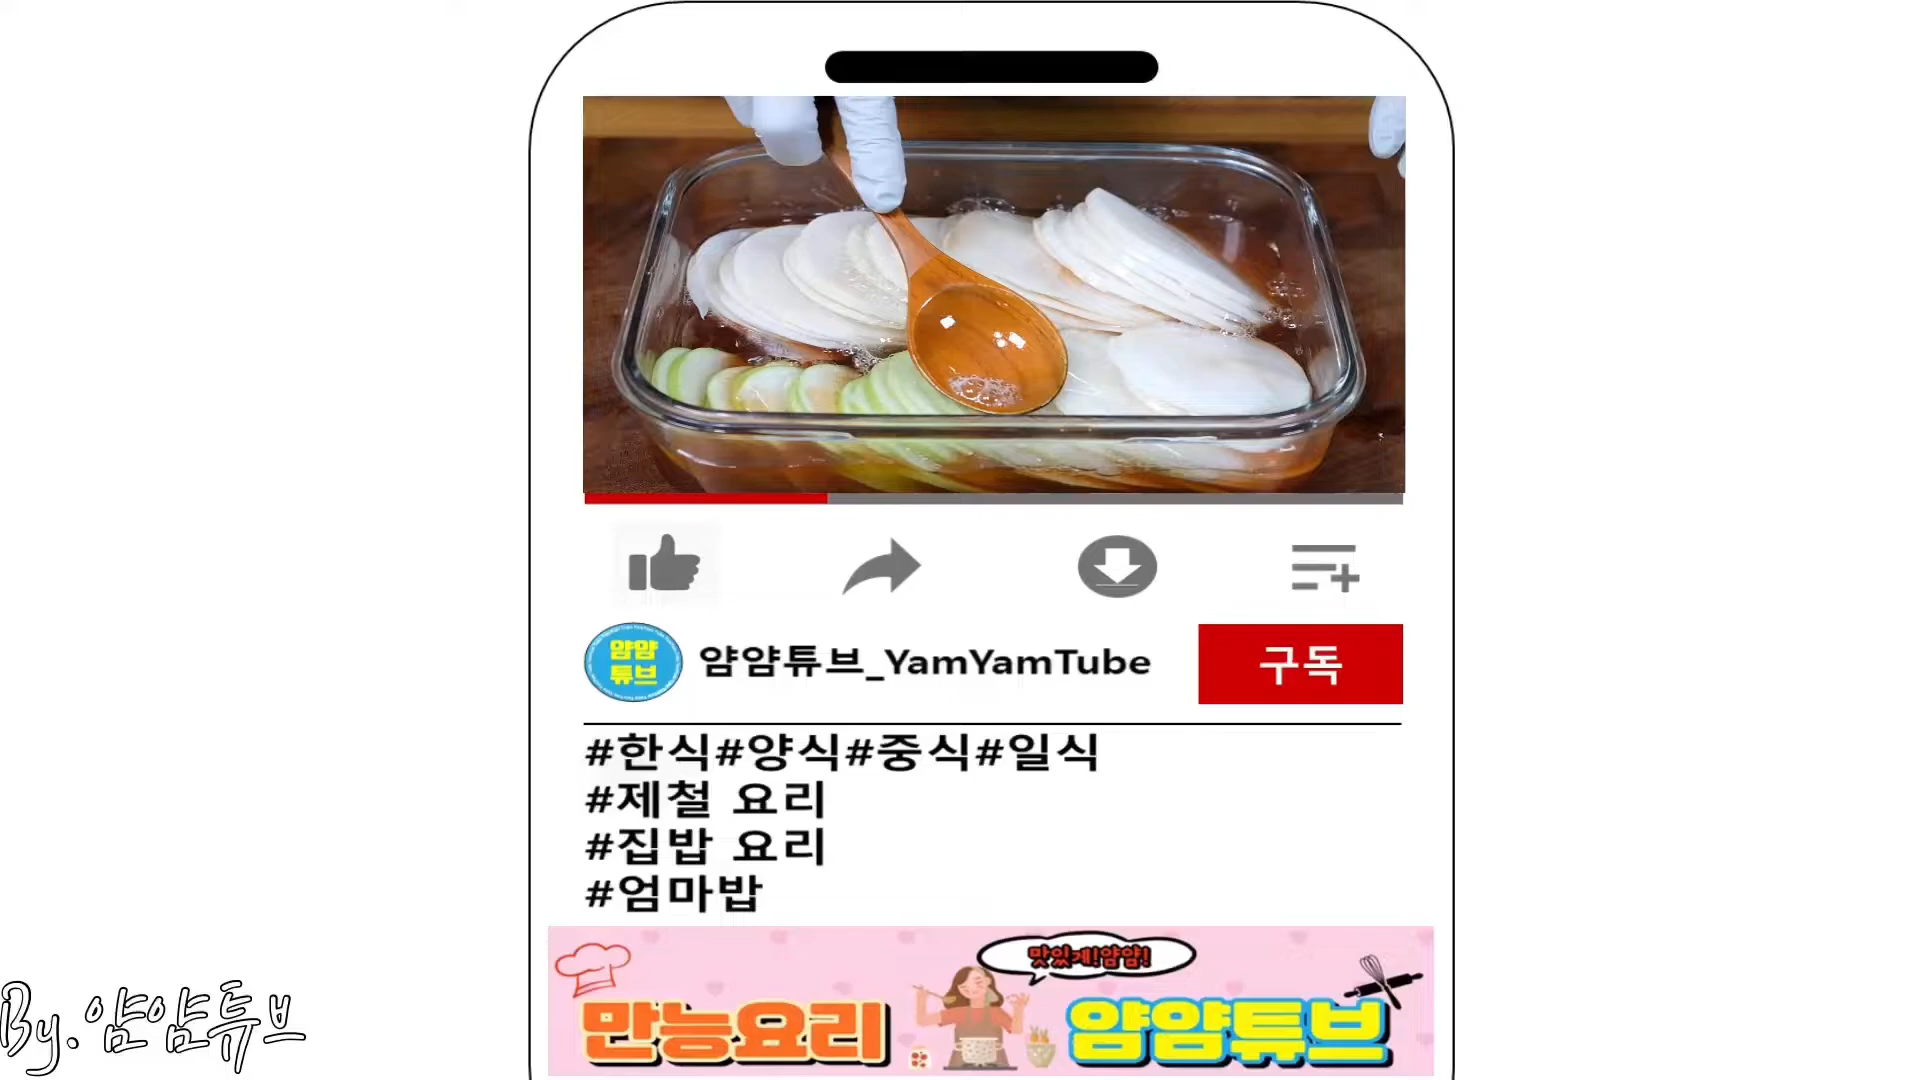 얌얌
튜브
얌얌튜브_YamYamTube
구독
#한식#양식#중식#일식
#제철 요리
#집밥 요리
#엄마밥
맛있게!얌얌!
만능요리
얌얌튜브
By. 얌얌튜브